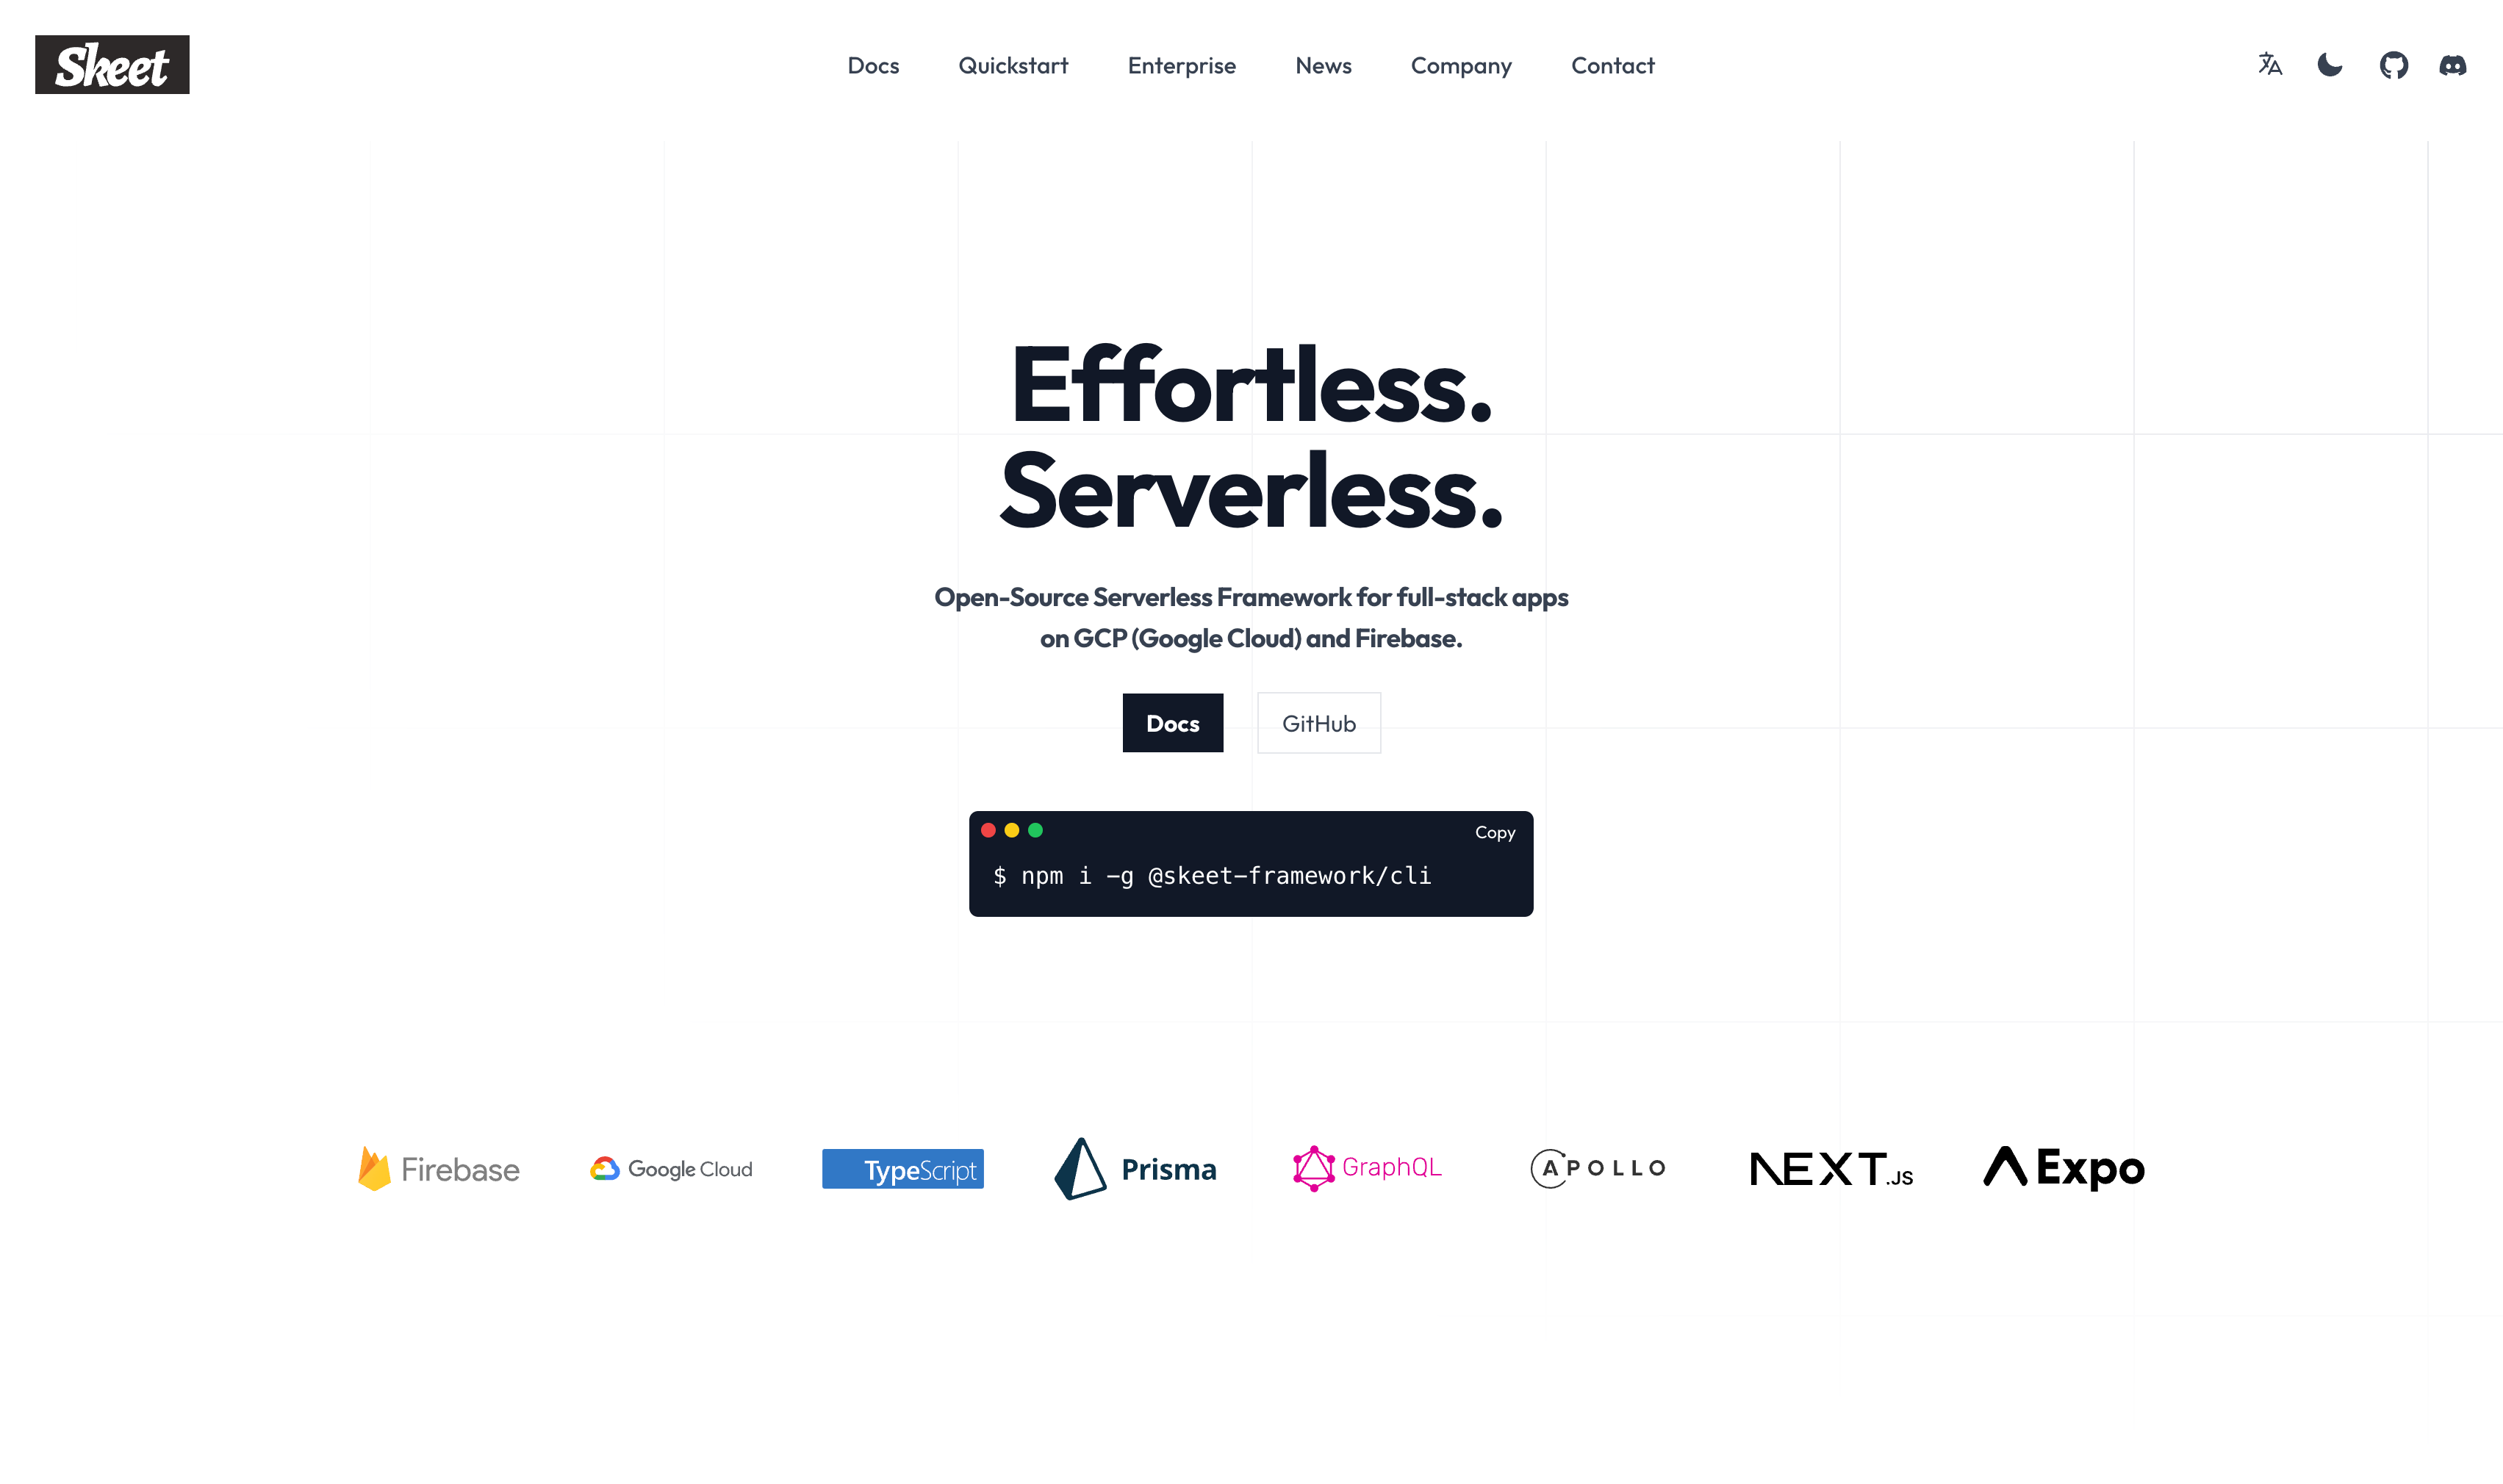 Skeet
Docs Quickstart Enterprise News Company Contact
Effortless.
Serverless.
Open-Source Serverless Framework for full-stack apps
on GCP (Google Cloud) and Firebase.
Docs GitHub
Copy
$ npm i -g @skeet-framework/cli
Firebase Google Cloud TypeScript Prisma GraphQL APOLLO NEXT.JS Expo